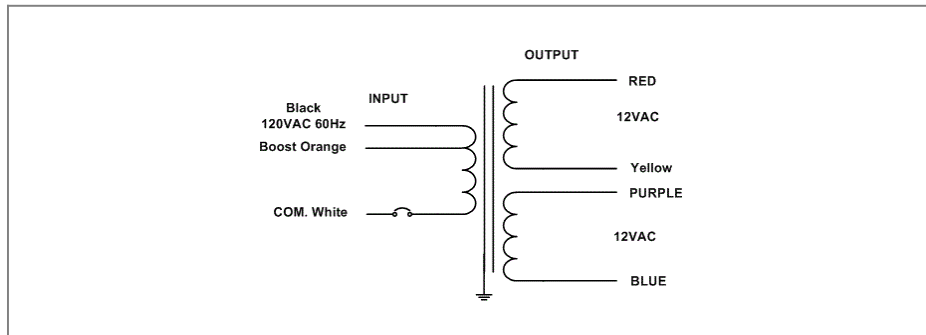 OUTPUT
RED
INPUT
Black
120VAC 60Hz
12VAC
Boost Orange
Yellow
PURPLE
COM. White
12VAC
BLUE